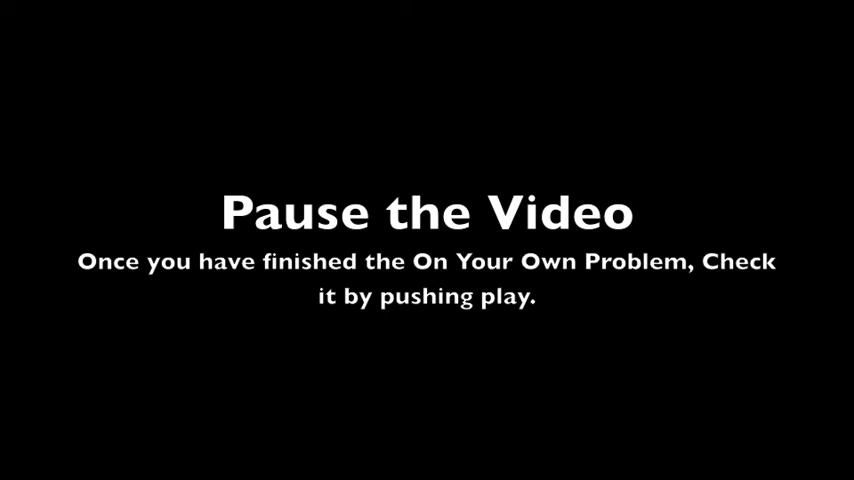 Pause the Video
Once you have finished the On Your Own Problem, Check
it by pushing play.